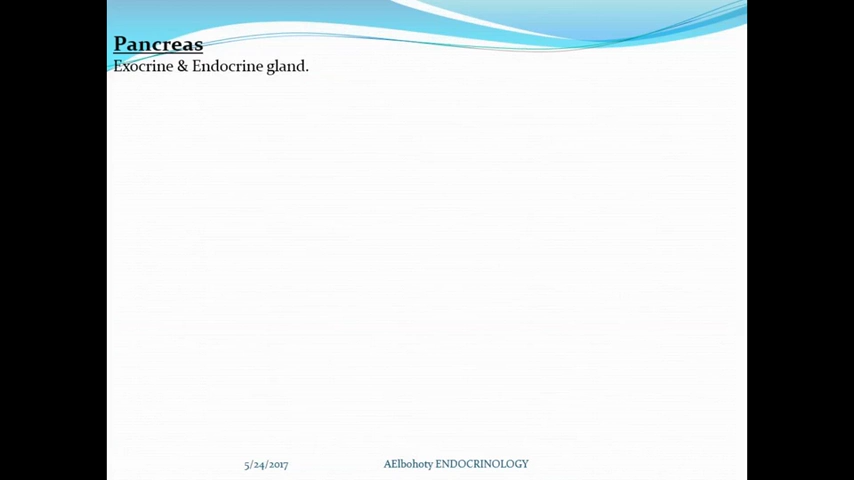 Pancreas
Exocrine & Endocrine gland.
5/24/2017 AElbohoty ENDOCRINOLOGY